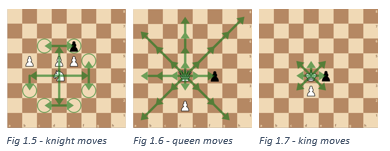 Fig 1.5 - knight moves
Fig 1.6 - queen moves
Fig 1.7 - king moves